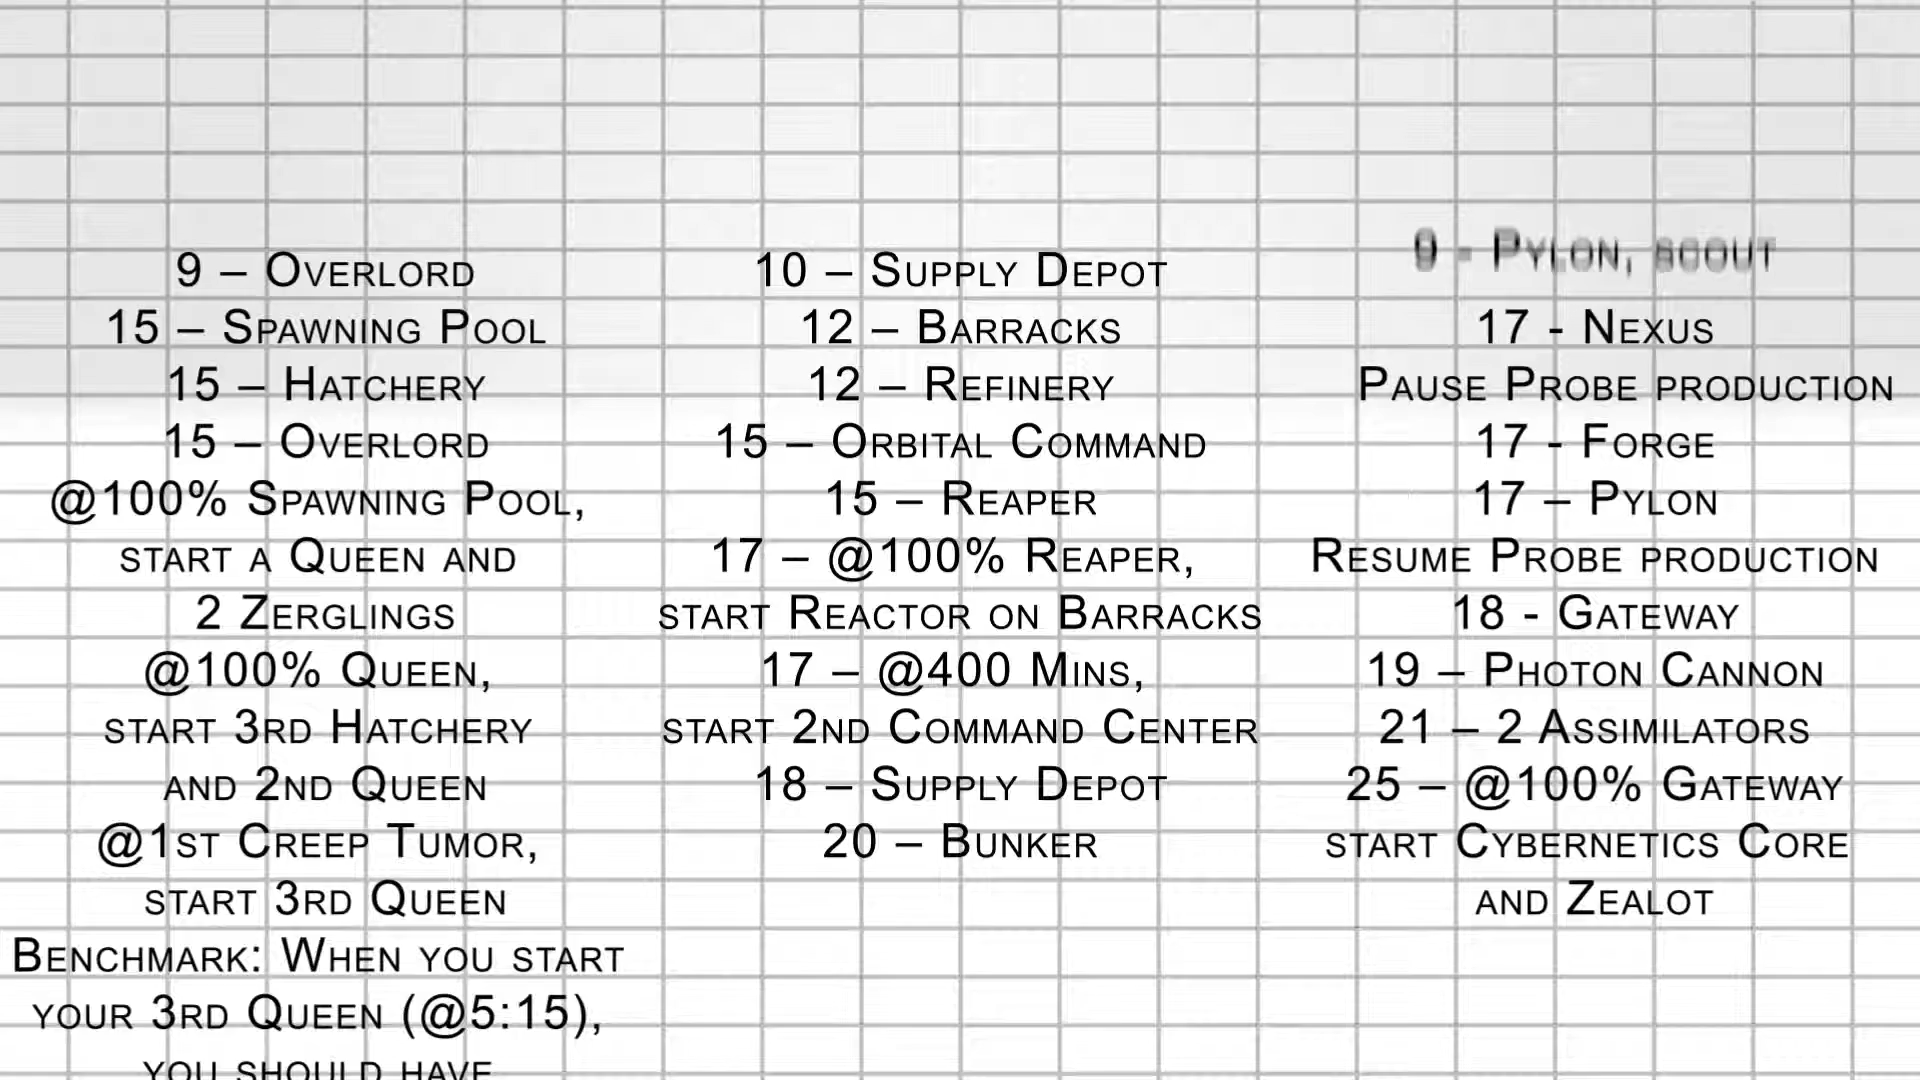 9 – Overlord
15 – Spawning Pool
15 – Hatchery
15 – Overlord
@100% Spawning Pool,
start a Queen and
2 Zerglings
@100% Queen,
start 3rd Hatchery
and 2nd Queen
@1st Creep Tumor,
start 3rd Queen
Benchmark: When you start
your 3rd Queen (@5:15),
you should have
10 – Supply Depot
12 – Barracks
12 – Refinery
15 – Orbital Command
15 – Reaper
17 – @100% Reaper,
start Reactor on Barracks
17 – @400 Mins,
start 2nd Command Center
18 – Supply Depot
20 – Bunker
9 - Pylon, scout
17 - Nexus
Pause Probe production
17 - Forge
17 – Pylon
Resume Probe production
18 - Gateway
19 – Photon Cannon
21 – 2 Assimilators
25 – @100% Gateway
start Cybernetics Core
and Zealot